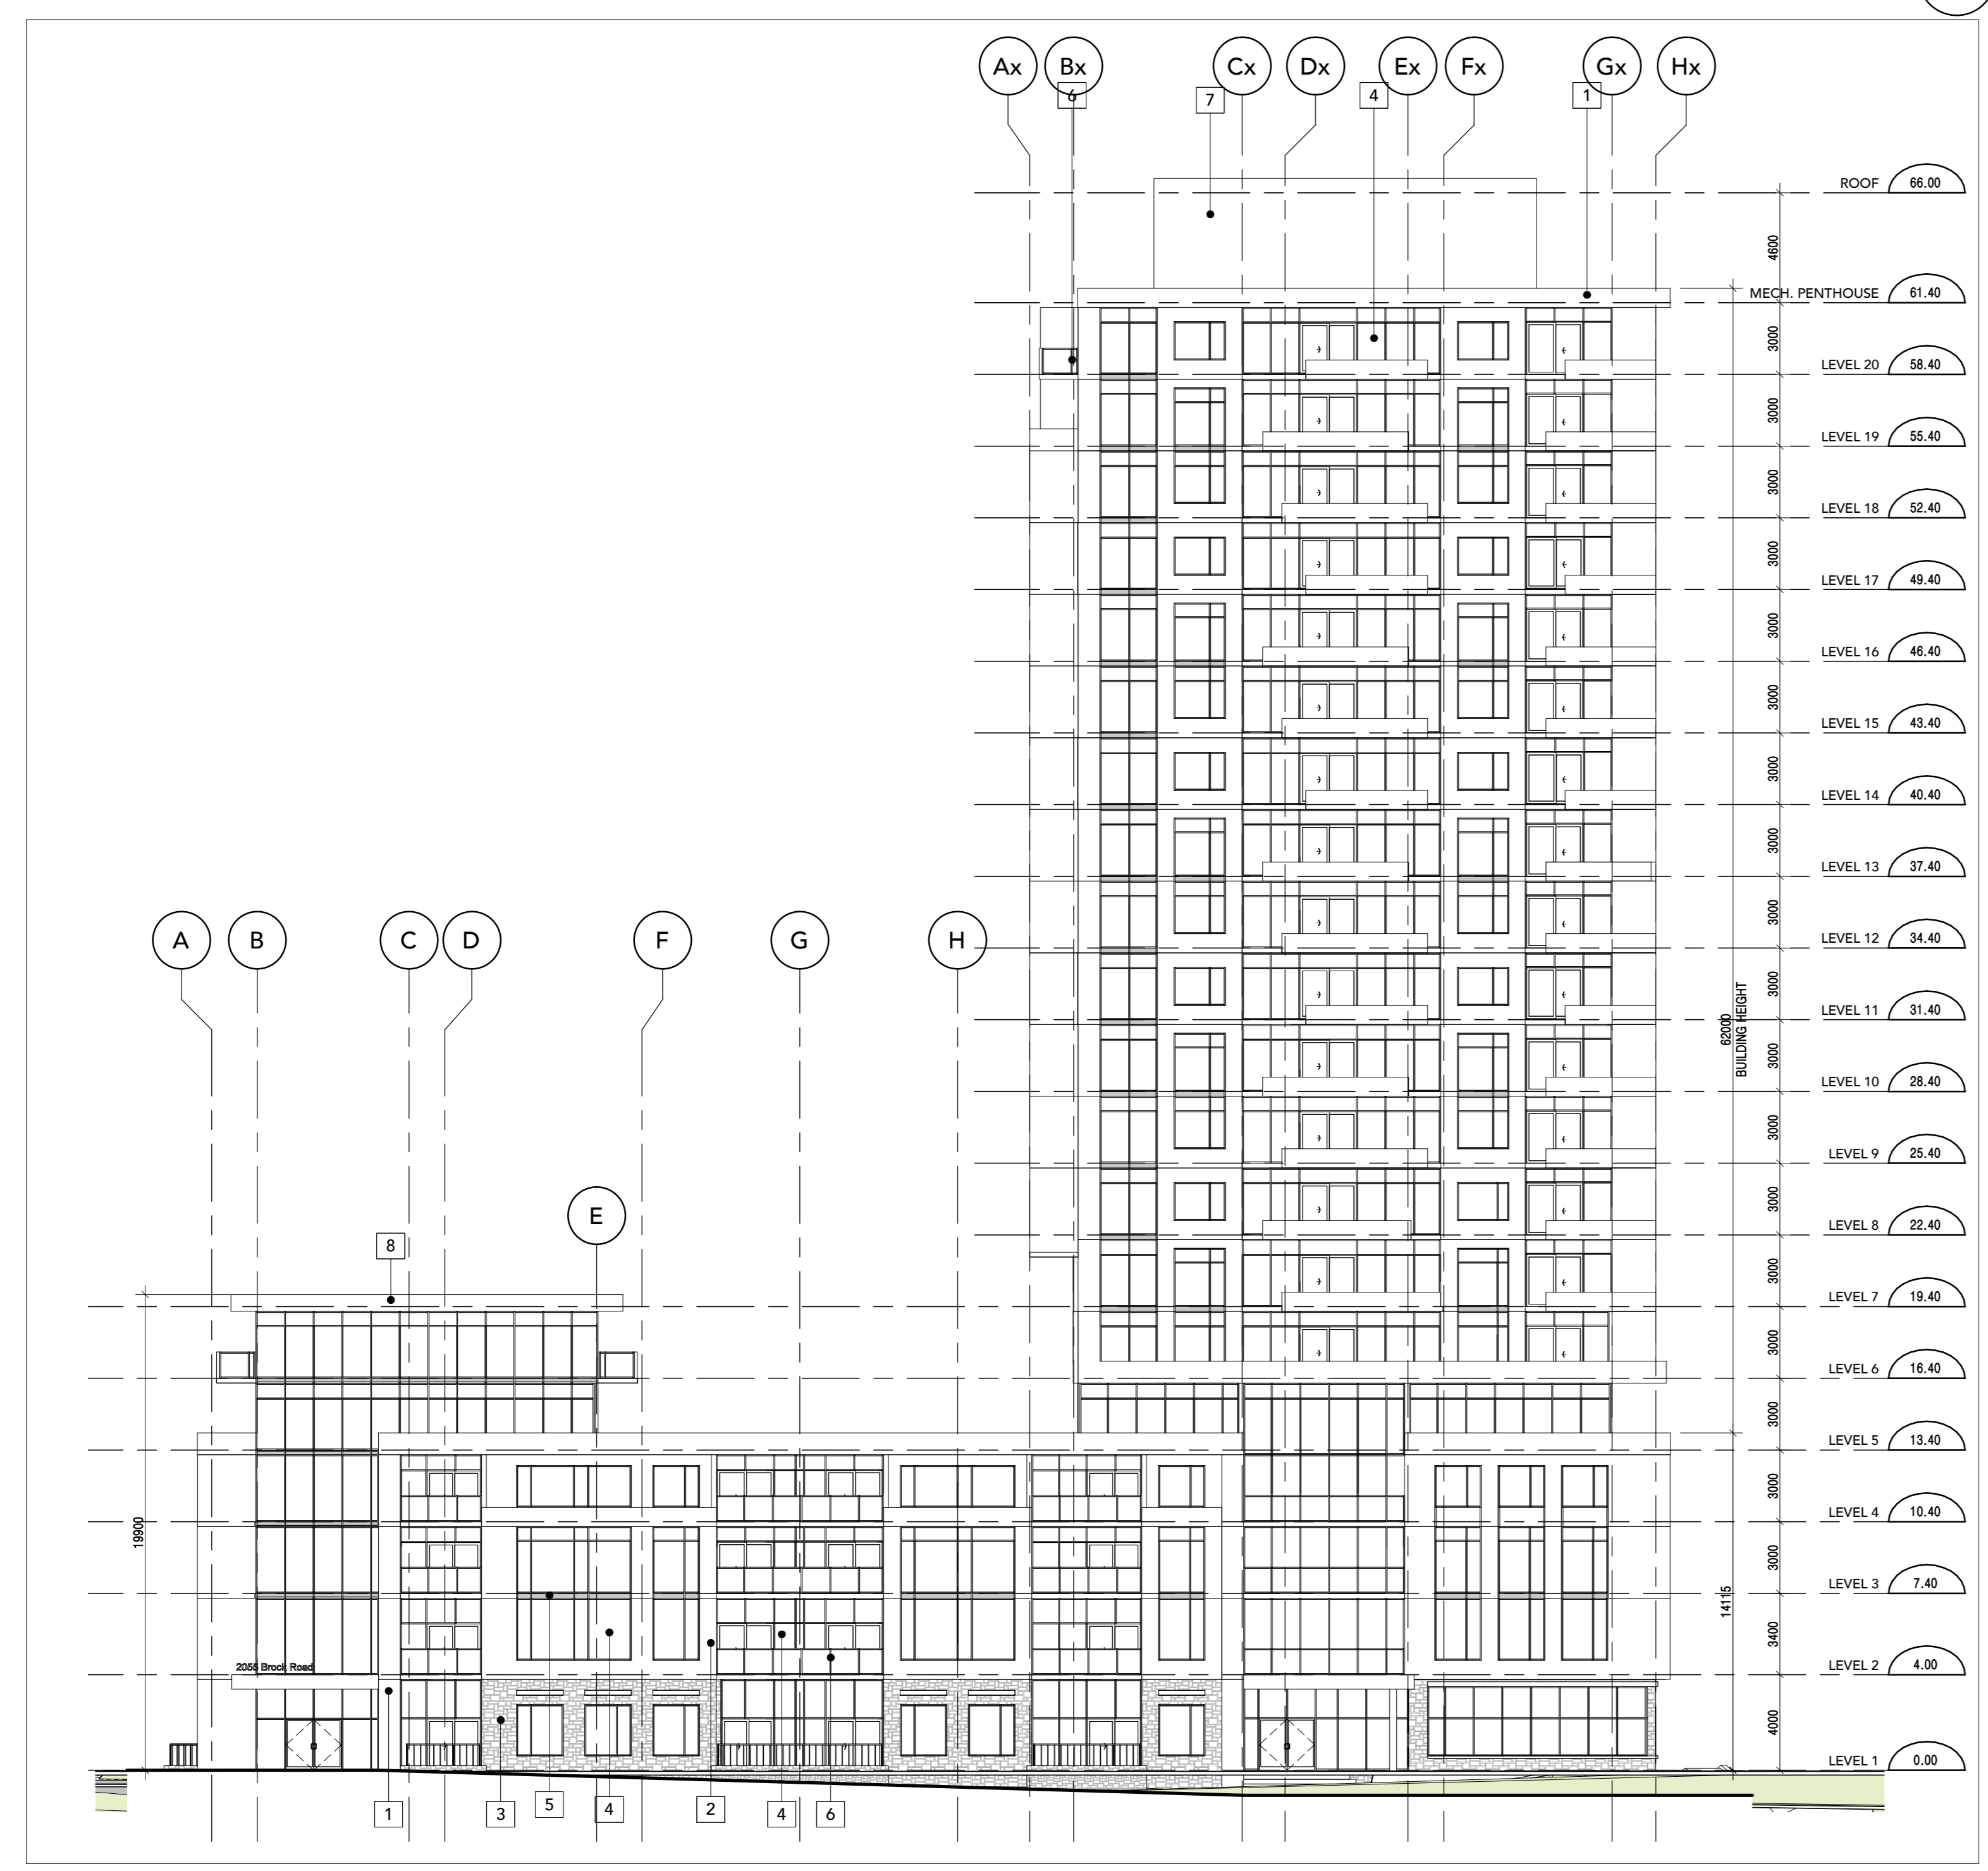 Ax Bx Cx Dx Ex Fx Gx Hx
6 7 4 1
ROOF 66.00
4600
MECH. PENTHOUSE 61.40
3000
LEVEL 20 58.40
3000
LEVEL 19 55.40
3000
LEVEL 18 52.40
3000
LEVEL 17 49.40
3000
LEVEL 16 46.40
3000
LEVEL 15 43.40
3000
LEVEL 14 40.40
3000
LEVEL 13 37.40
3000
A B C D F G H
LEVEL 12 34.40
3000
LEVEL 11 31.40
62000
BUILDING HEIGHT
3000
LEVEL 10 28.40
3000
LEVEL 9 25.40
3000
E
LEVEL 8 22.40
8
3000
LEVEL 7 19.40
3000
LEVEL 6 16.40
3000
LEVEL 5 13.40
3000
LEVEL 4 10.40
19900
3000
LEVEL 3 7.40
14115
3400
2055 Brock Road
LEVEL 2 4.00
4000
LEVEL 1 0.00
1 3 5 4 2 4 6